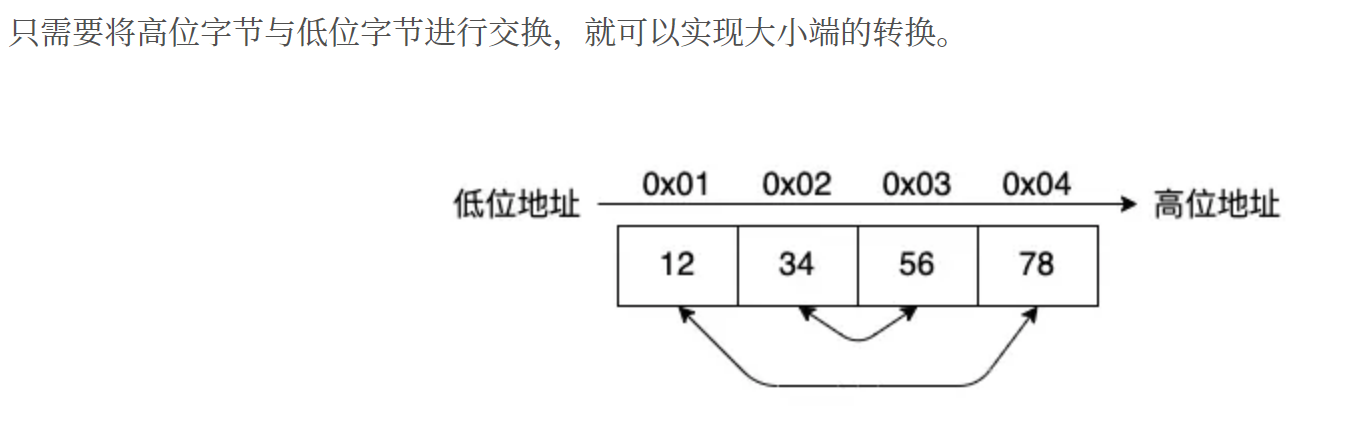 只需要将高位字节与低位字节进行交换，就可以实现大小端的转换。
0x01 0x02 0x03 0x04
低位地址 高位地址
12 34 56 78